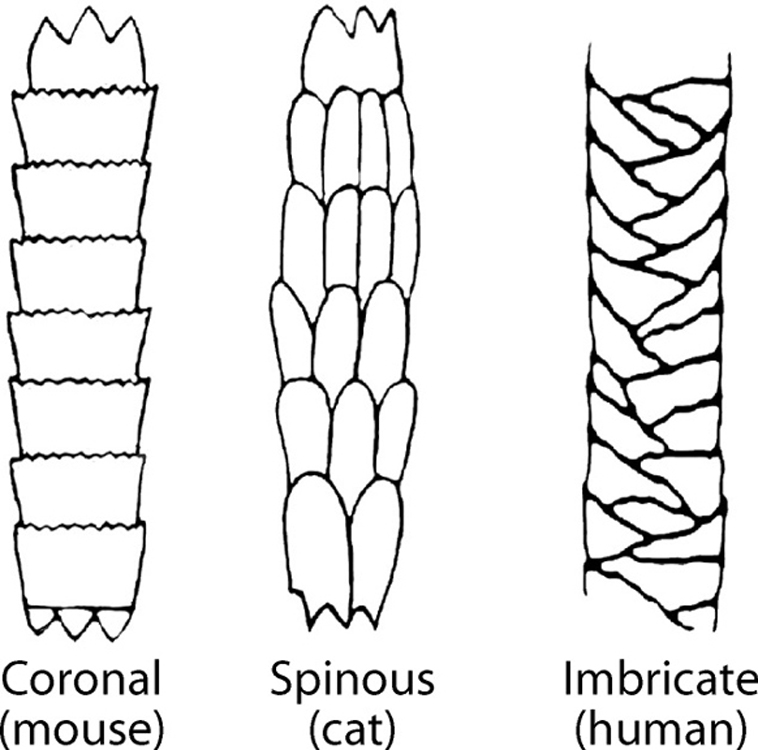 Coronal
(mouse)
Spinous
(cat)
Imbricate
(human)